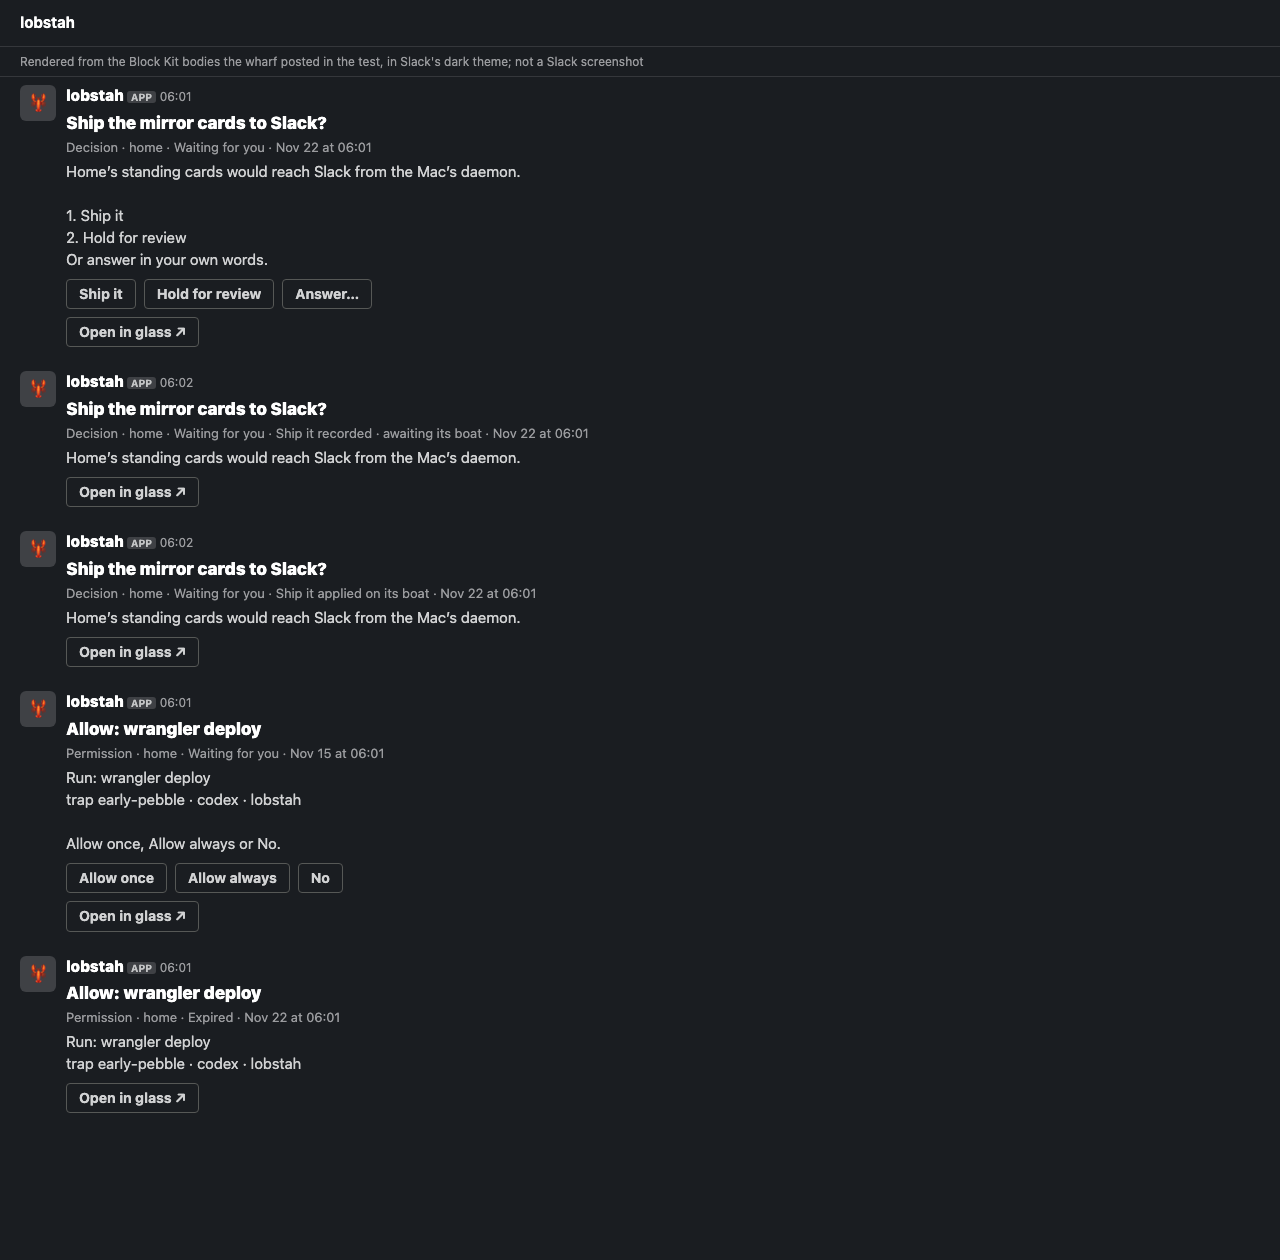 lobstah
Rendered from the Block Kit bodies the wharf posted in the test, in Slack's dark theme; not a Slack screenshot
lobstah APP 06:01
Ship the mirror cards to Slack?
Decision · home · Waiting for you · Nov 22 at 06:01
Home’s standing cards would reach Slack from the Mac’s daemon.
1. Ship it
2. Hold for review
Or answer in your own words.
Ship it Hold for review Answer...
Open in glass ↗
lobstah APP 06:02
Ship the mirror cards to Slack?
Decision · home · Waiting for you · Ship it recorded · awaiting its boat · Nov 22 at 06:01
Home’s standing cards would reach Slack from the Mac’s daemon.
Open in glass ↗
lobstah APP 06:02
Ship the mirror cards to Slack?
Decision · home · Waiting for you · Ship it applied on its boat · Nov 22 at 06:01
Home’s standing cards would reach Slack from the Mac’s daemon.
Open in glass ↗
lobstah APP 06:01
Allow: wrangler deploy
Permission · home · Waiting for you · Nov 15 at 06:01
Run: wrangler deploy
trap early-pebble · codex · lobstah
Allow once, Allow always or No.
Allow once Allow always No
Open in glass ↗
lobstah APP 06:01
Allow: wrangler deploy
Permission · home · Expired · Nov 22 at 06:01
Run: wrangler deploy
trap early-pebble · codex · lobstah
Open in glass ↗